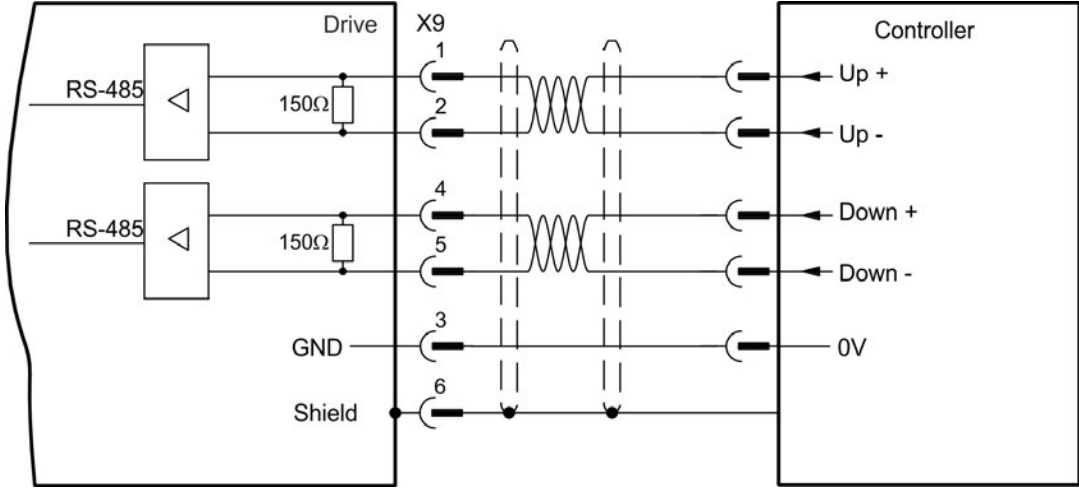 Drive X9 Controller
1
RS-485 150Ω Up +
2
Up -
4
RS-485 150Ω Down +
5
Down -
3
GND 0V
6
Shield